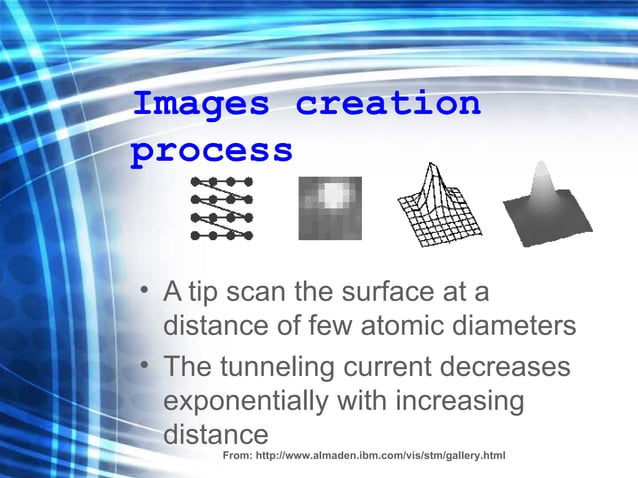 Images creation
process
• A tip scan the surface at a
distance of few atomic diameters
• The tunneling current decreases
exponentially with increasing
distance
From: http://www.almaden.ibm.com/vis/stm/gallery.html